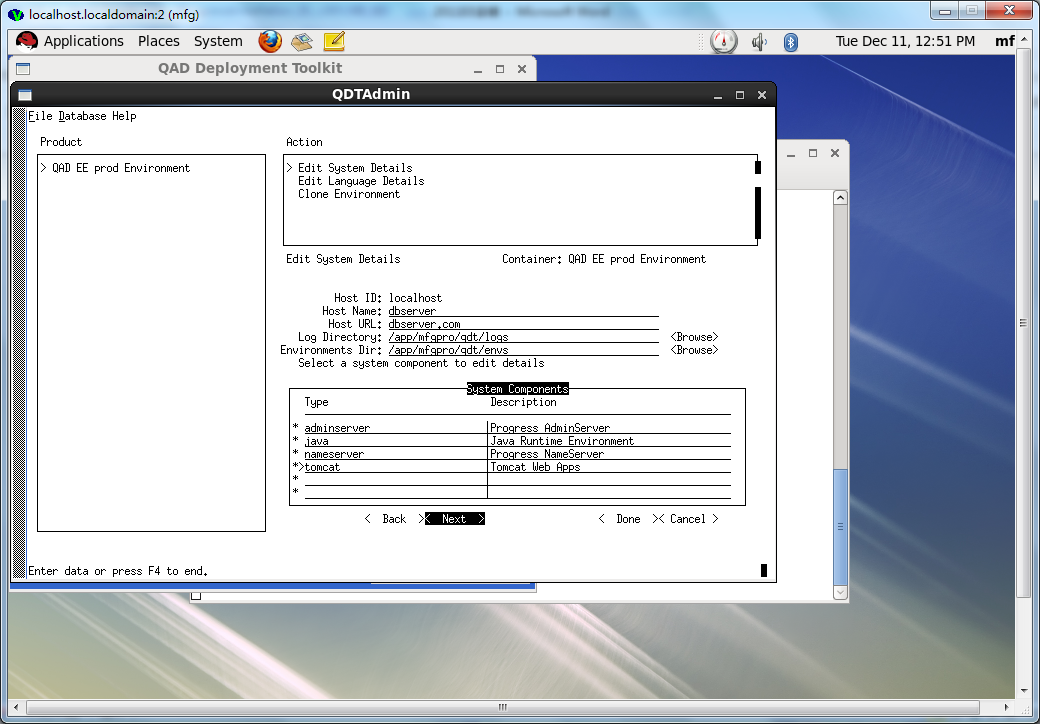 localhost.localdomain:2 (mfg)
Applications Places System Tue Dec 11, 12:51 PM mf
QAD Deployment Toolkit
QDTAdmin
File Database Help
Product Action
> QAD EE prod Environment
> Edit System Details
Edit Language Details
Clone Environment
Edit System Details Container: QAD EE prod Environment
Host ID: localhost
Host Name: dbserver
Host URL: dbserver.com
Log Directory: /app/mfgpro/qdt/logs <Browse>
Environments Dir: /app/mfgpro/qdt/envs <Browse>
Select a system component to edit details
System Components
Type Description
* adminserver Progress AdminServer
* java Java Runtime Environment
* nameserver Progress NameServer
*>tomcat Tomcat Web Apps
*
*
< Back >< Next > < Done >< Cancel >
Enter data or press F4 to end.